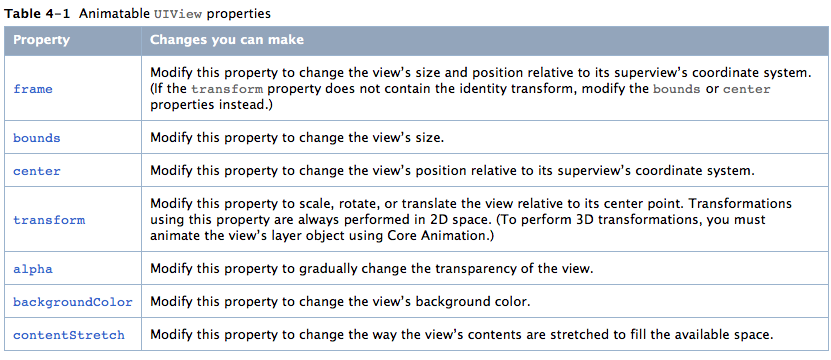 Table 4-1 Animatable UIView properties
Property Changes you can make
frame Modify this property to change the view's size and position relative to its superview's coordinate system.
(If the transform property does not contain the identity transform, modify the bounds or center
properties instead.)
bounds Modify this property to change the view's size.
center Modify this property to change the view's position relative to its superview's coordinate system.
transform Modify this property to scale, rotate, or translate the view relative to its center point. Transformations
using this property are always performed in 2D space. (To perform 3D transformations, you must
animate the view's layer object using Core Animation.)
alpha Modify this property to gradually change the transparency of the view.
backgroundColor Modify this property to change the view's background color.
contentStretch Modify this property to change the way the view's contents are stretched to fill the available space.